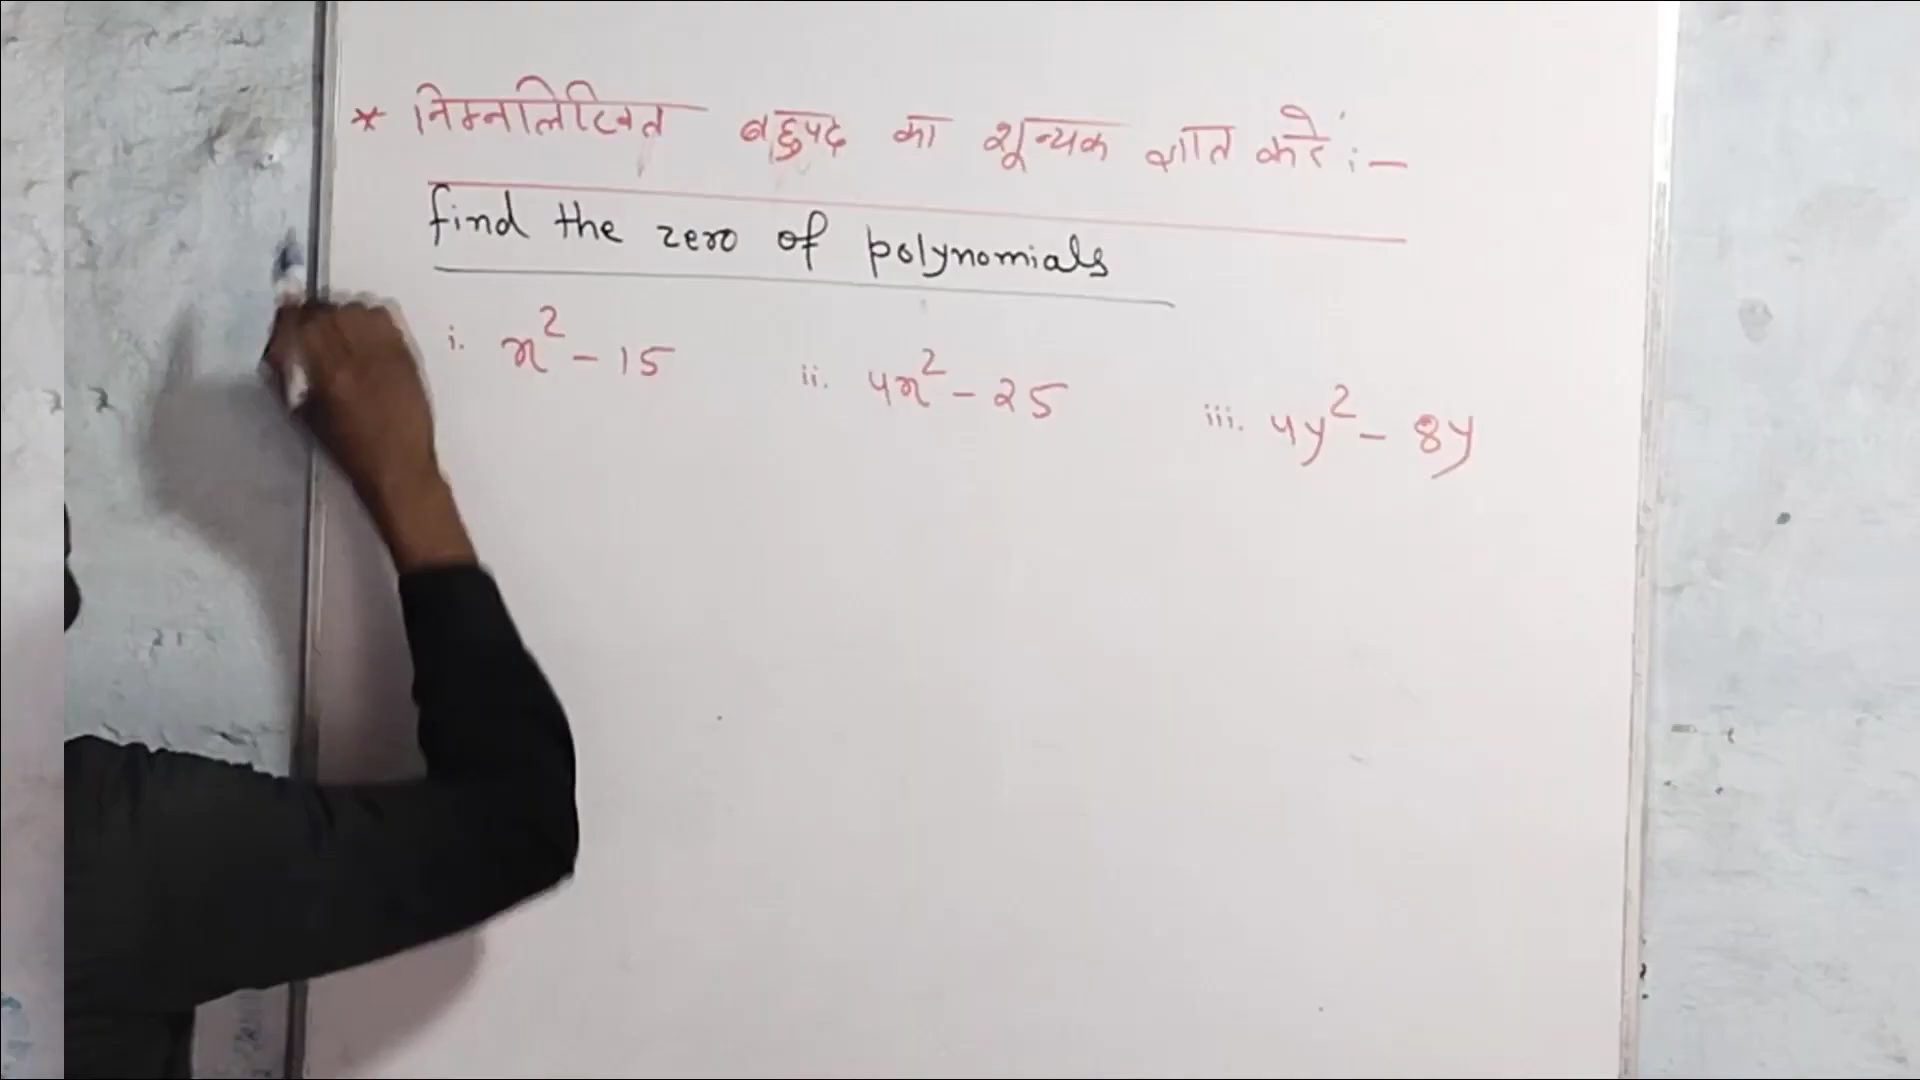 * निम्नलिखित बहुपद का शून्यक ज्ञात करें :-
find the zero of polynomials
i. x² - 15 ii. 4x² - 25 iii. 4y² - 8y